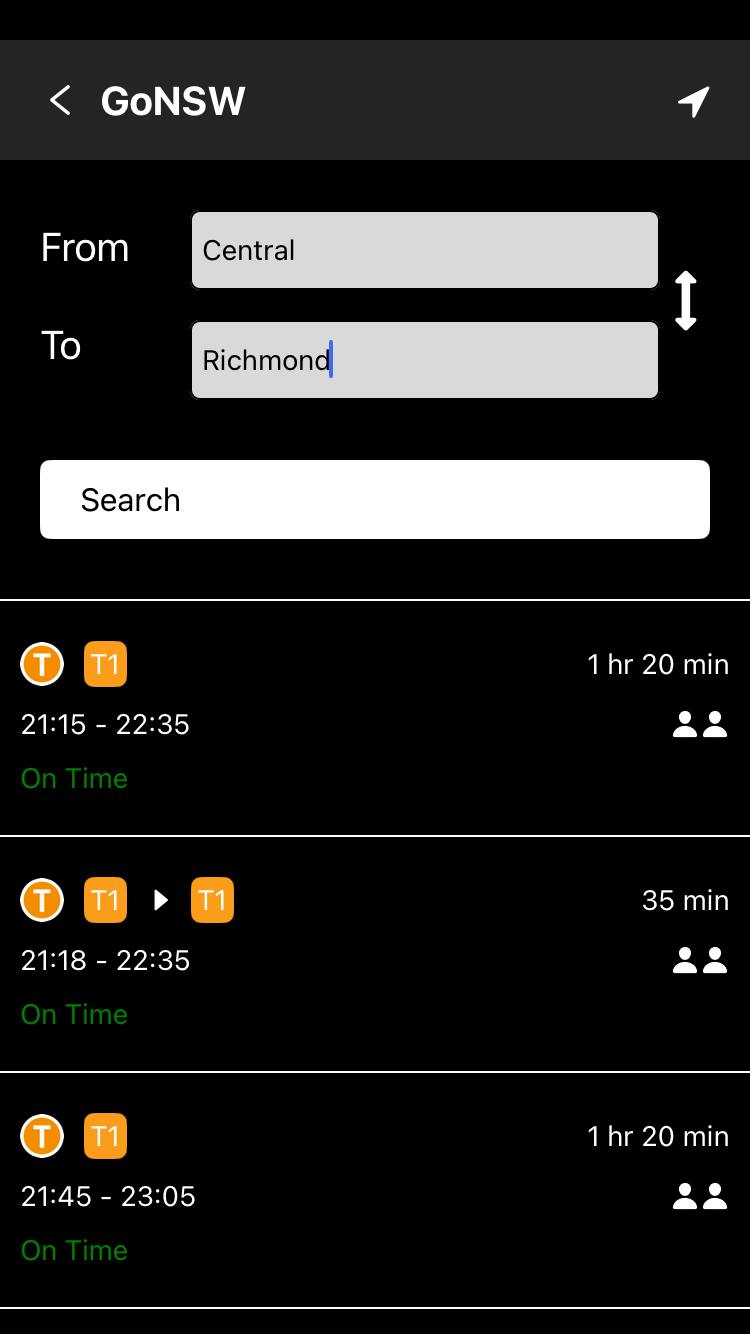 GoNSW
From Central
To Richmond
Search
T T1 1 hr 20 min
21:15 - 22:35
On Time
T T1 T1 35 min
21:18 - 22:35
On Time
T T1 1 hr 20 min
21:45 - 23:05
On Time